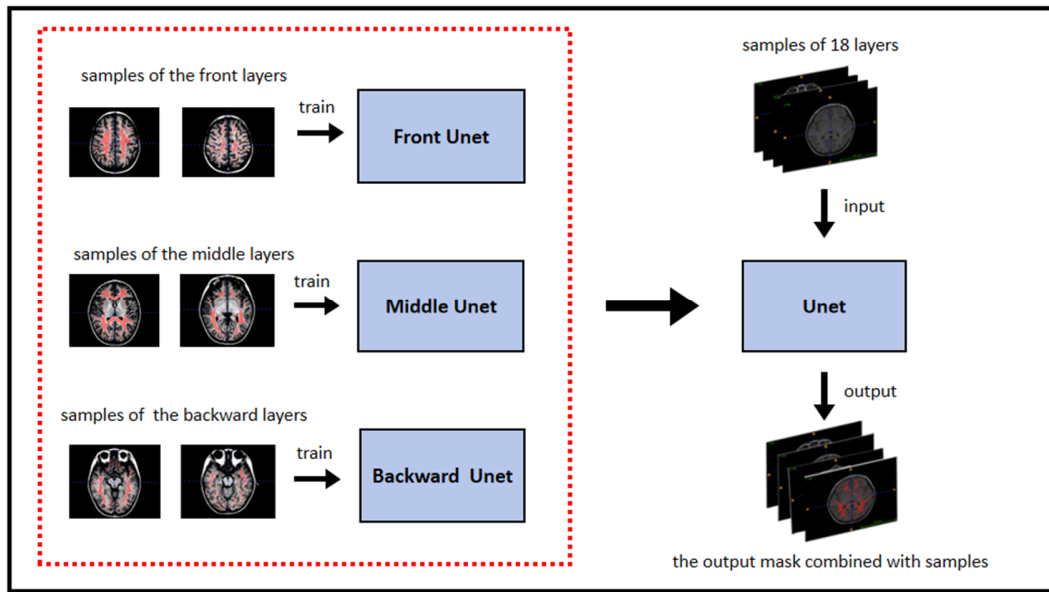 samples of the front layers
train
Front Unet
samples of the middle layers
train
Middle Unet
samples of  the backward layers
train
Backward  Unet
samples of 18 layers
input
Unet
output
the output mask combined with samples